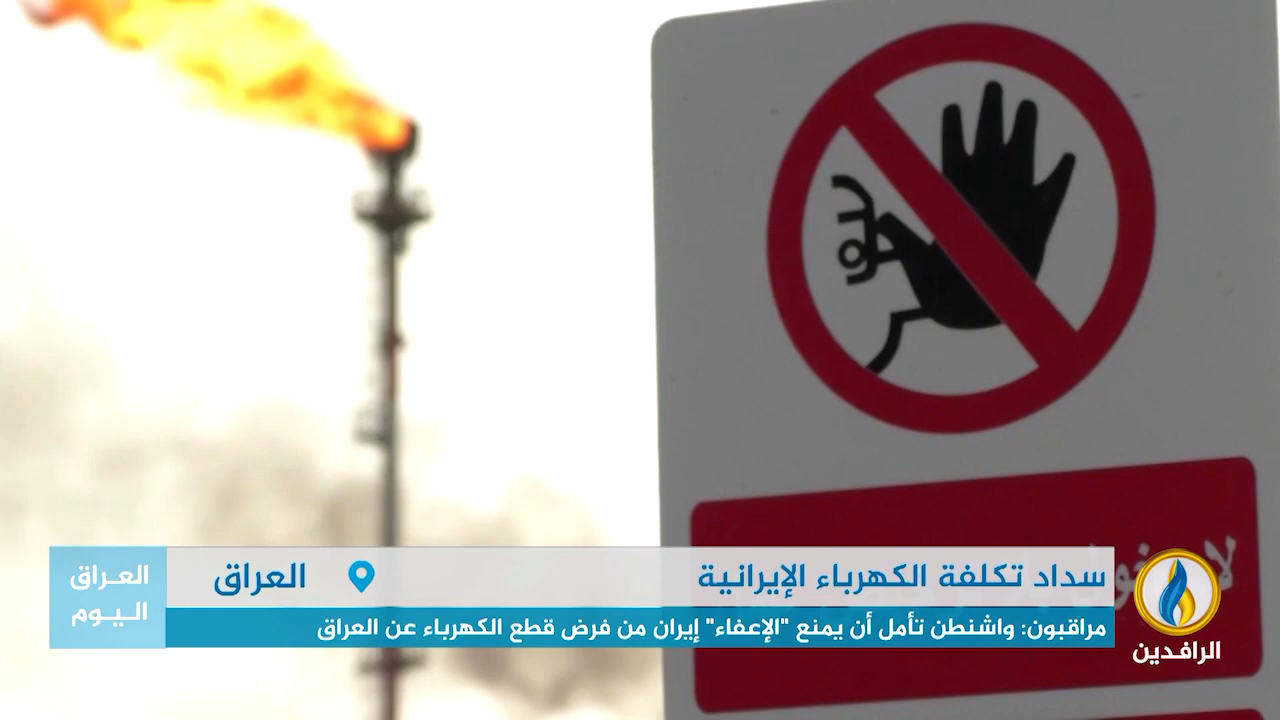 سداد تكلفة الكهرباء الإيرانية
العراق
العراق
اليوم
مراقبون: واشنطن تأمل أن يمنع "الإعفاء" إيران من فرض قطع الكهرباء عن العراق
الرافدين